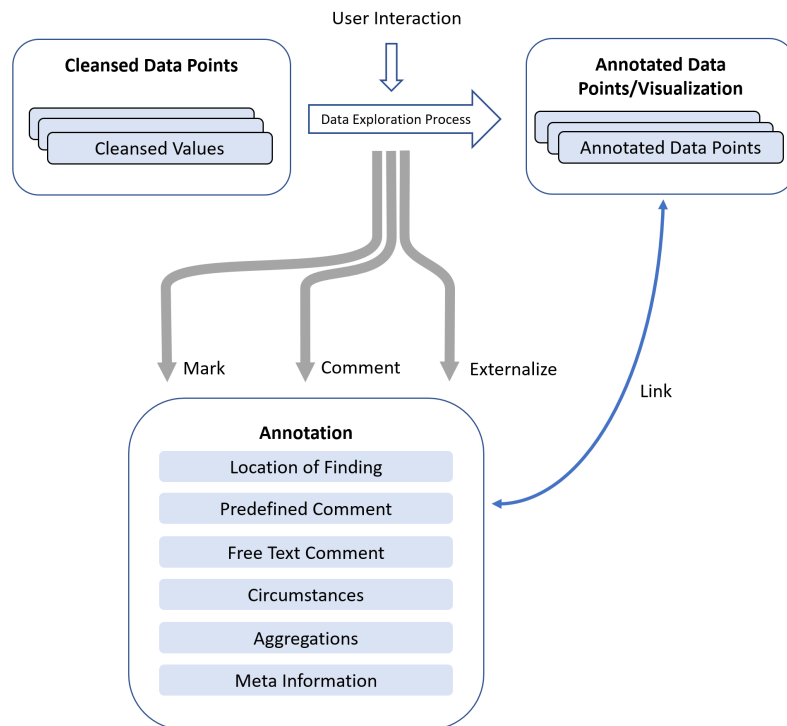 User Interaction
Cleansed Data Points
Cleansed Values
Data Exploration Process
Annotated Data
Points/Visualization
Annotated Data Points
Mark
Comment
Externalize
Link
Annotation
Location of Finding
Predefined Comment
Free Text Comment
Circumstances
Aggregations
Meta Information